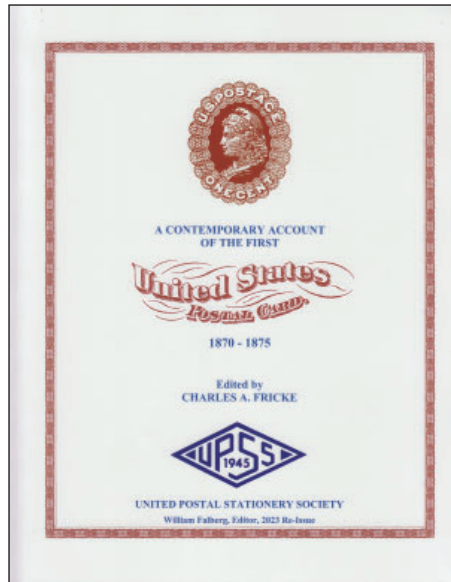 U.S. POSTAGE
ONE CENT
A CONTEMPORARY ACCOUNT
OF THE FIRST
United States
POSTAL CARD.
1870 - 1875
Edited by
CHARLES A. FRICKE
UPSS
1945
UNITED POSTAL STATIONERY SOCIETY
William Falberg, Editor, 2023 Re-Issue